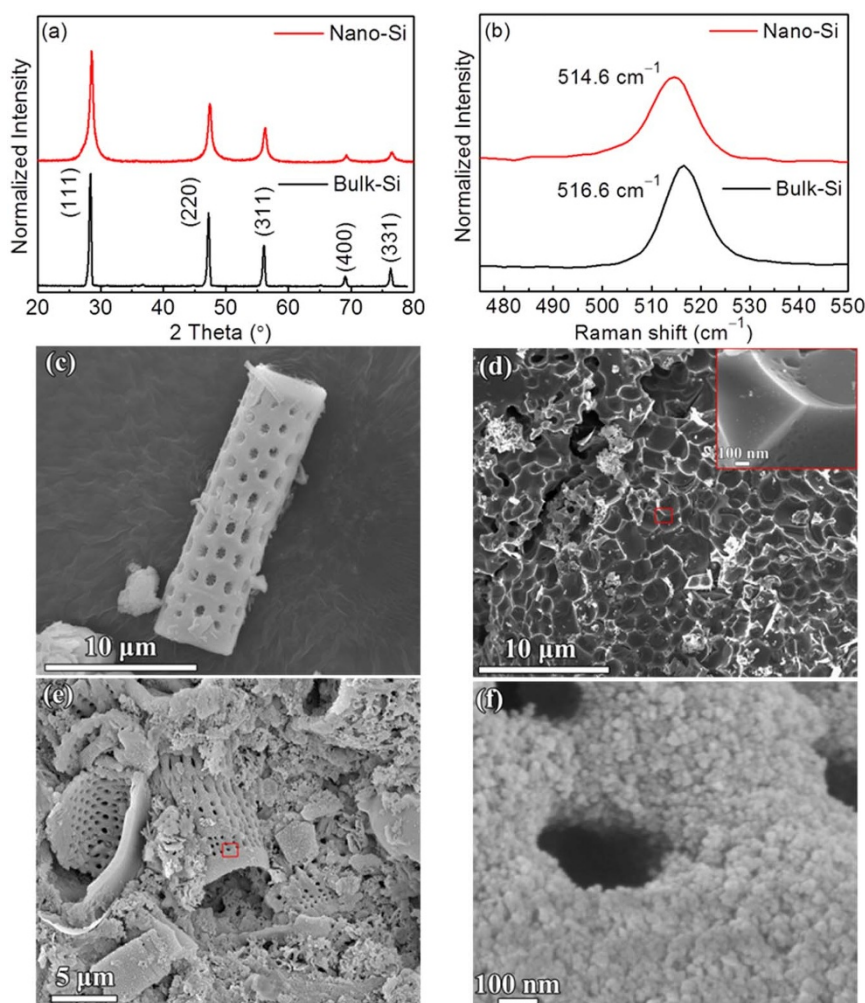 (a)
Nano-Si
Normalized Intensity
Bulk-Si
(111)
(220)
(311)
(400)
(331)
20 30 40 50 60 70 80
2 Theta (°)
(b)
Nano-Si
514.6 cm⁻¹
Normalized Intensity
Bulk-Si
516.6 cm⁻¹
480 490 500 510 520 530 540 550
Raman shift (cm⁻¹)
(c)
10 µm
(d)
100 nm
10 µm
(e)
5 µm
(f)
100 nm